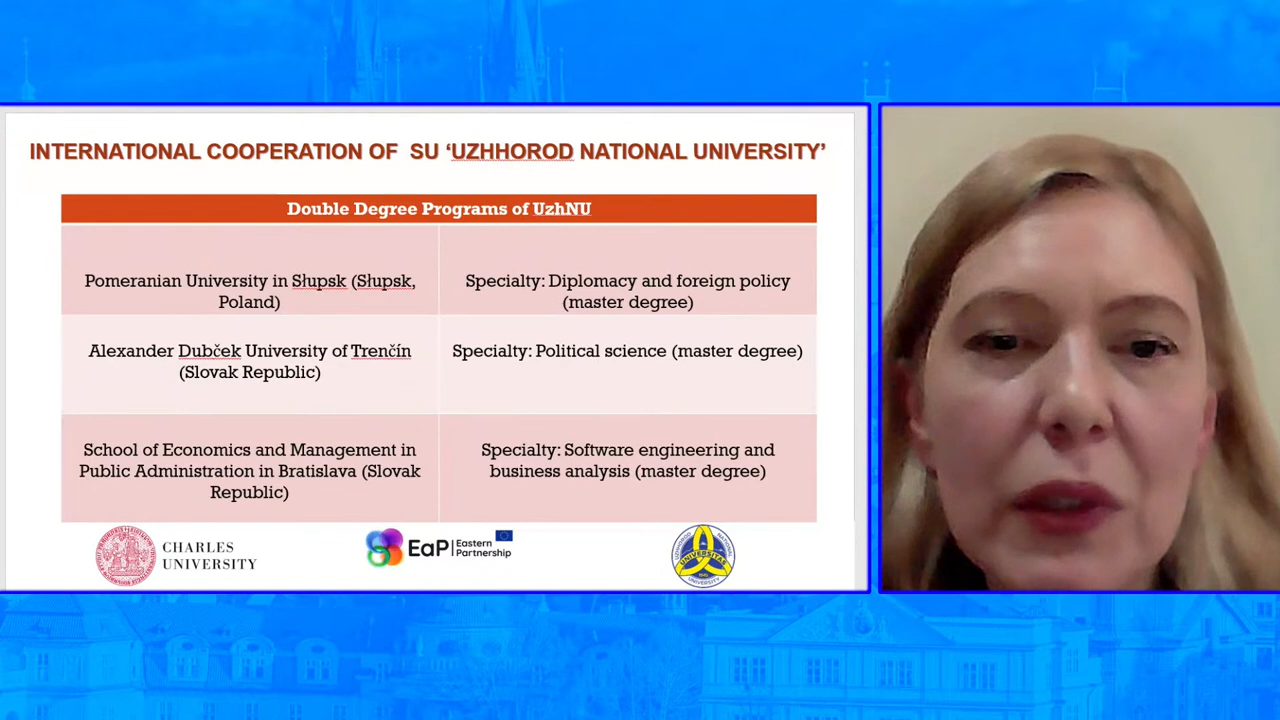 INTERNATIONAL COOPERATION OF SU ‘UZHHOROD NATIONAL UNIVERSITY’
Double Degree Programs of UzhNU
Pomeranian University in Słupsk (Słupsk,
Poland)
Specialty: Diplomacy and foreign policy
(master degree)
Alexander Dubček University of Trenčín
(Slovak Republic)
Specialty: Political science (master degree)
School of Economics and Management in
Public Administration in Bratislava (Slovak
Republic)
Specialty: Software engineering and
business analysis (master degree)
CHARLES
UNIVERSITY
EaP
Eastern
Partnership
NATIONAL
UNIVERSITAS
UNIVERSITY